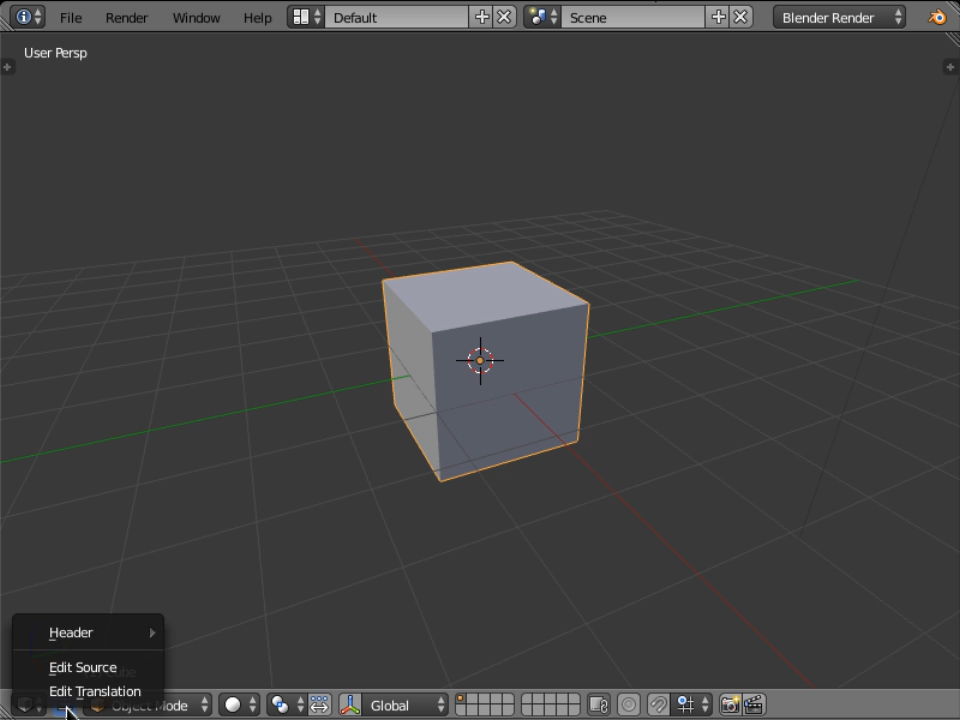 File Render Window Help Default Scene Blender Render
User Persp
Header
Edit Source
Edit Translation
Object Mode Global